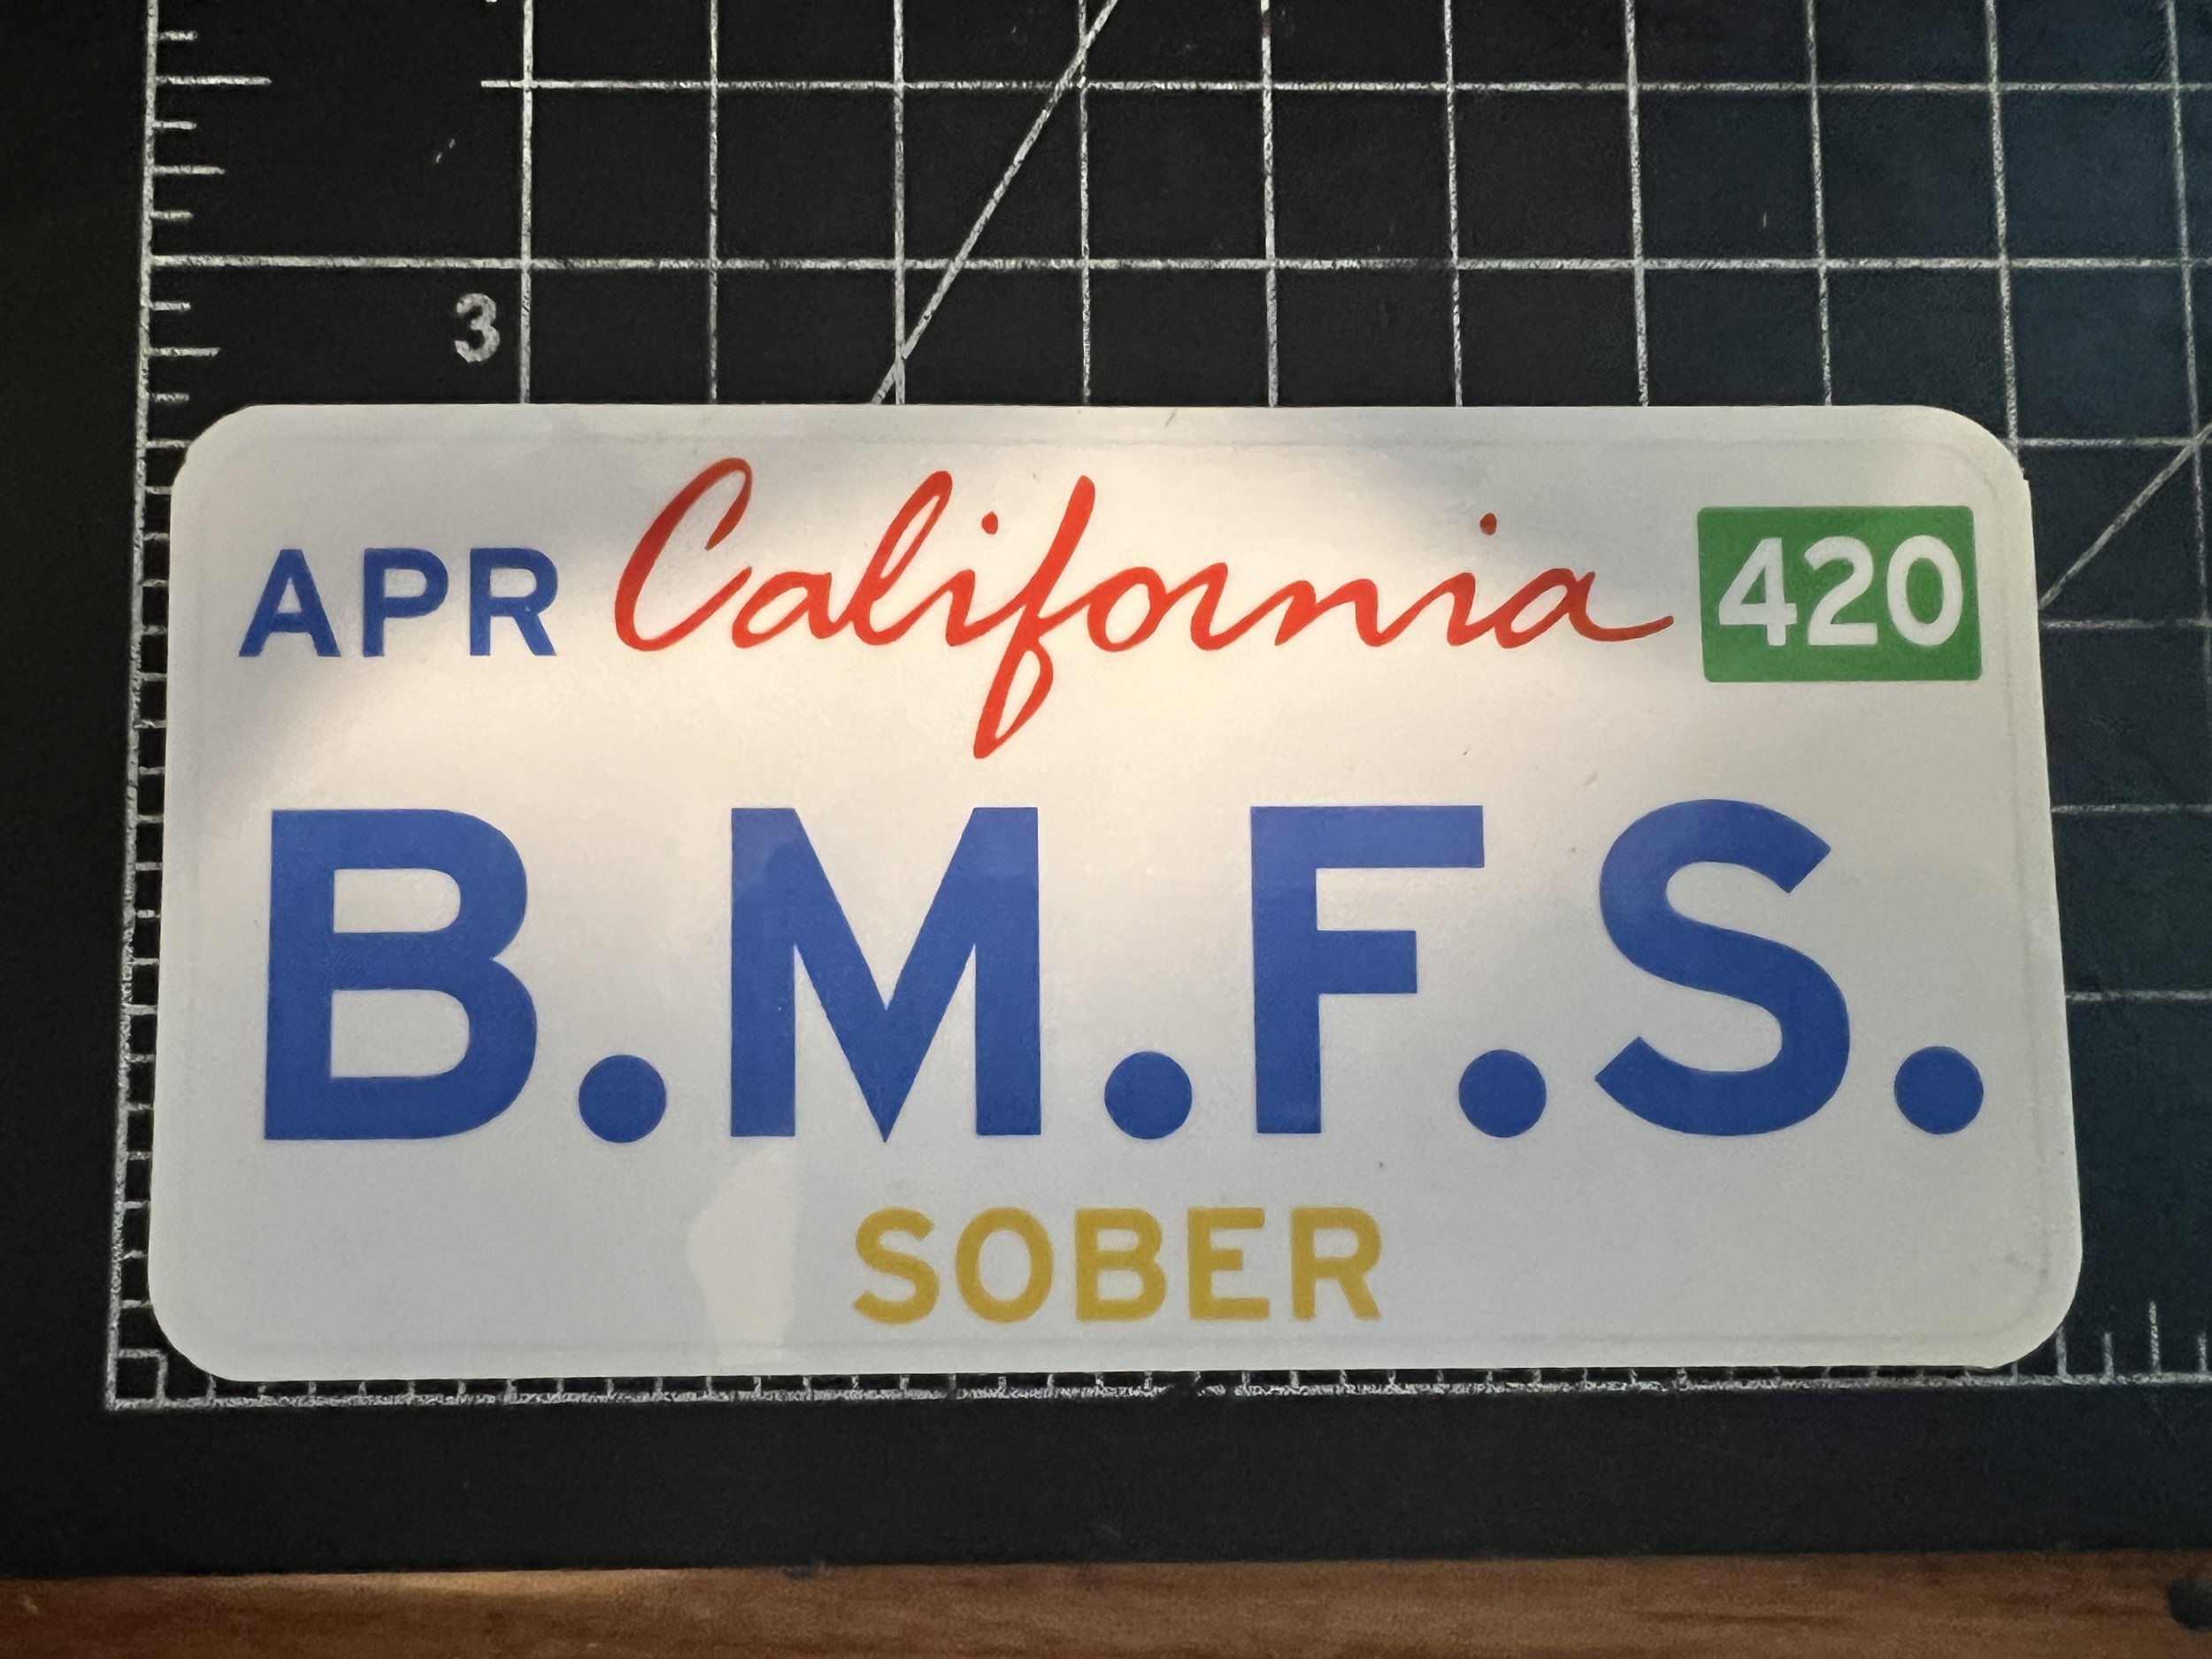 3
APR California 420
B.M.F.S.
SOBER